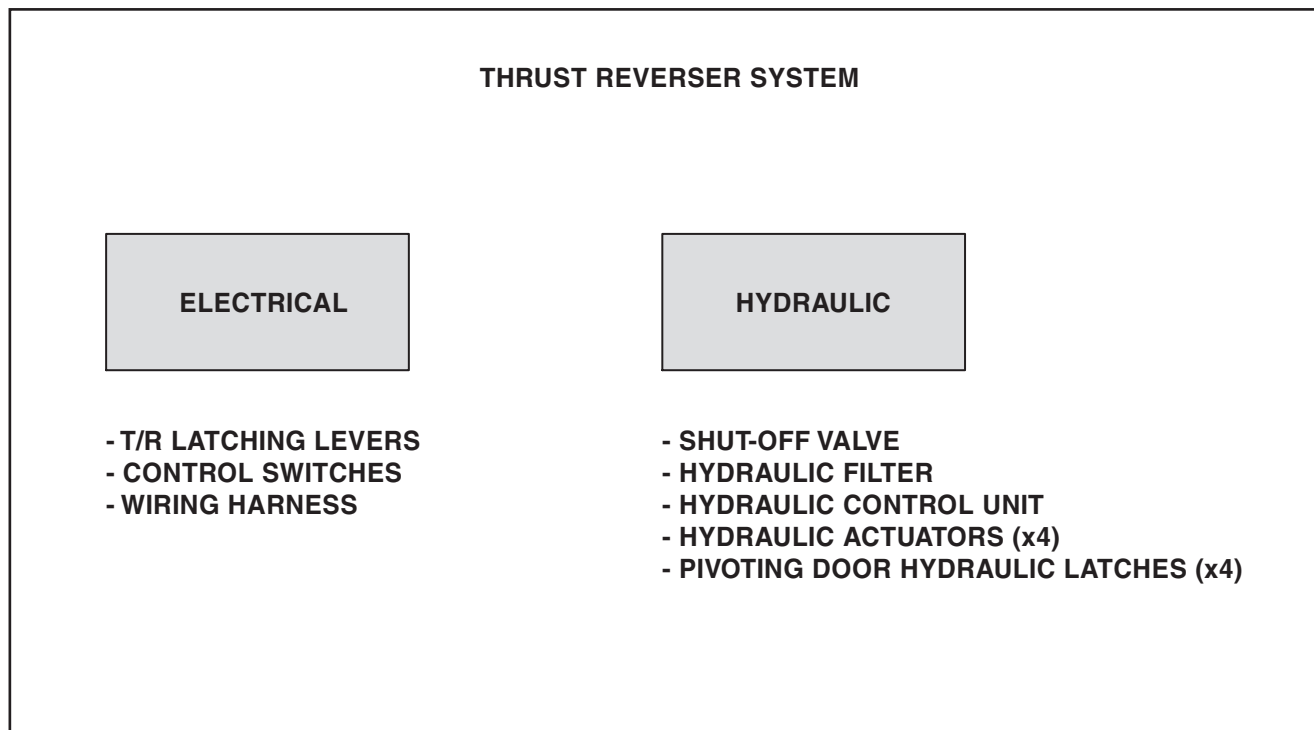 THRUST REVERSER SYSTEM
ELECTRICAL
- T/R LATCHING LEVERS
- CONTROL SWITCHES
- WIRING HARNESS
HYDRAULIC
- SHUT-OFF VALVE
- HYDRAULIC FILTER
- HYDRAULIC CONTROL UNIT
- HYDRAULIC ACTUATORS (x4)
- PIVOTING DOOR HYDRAULIC LATCHES (x4)